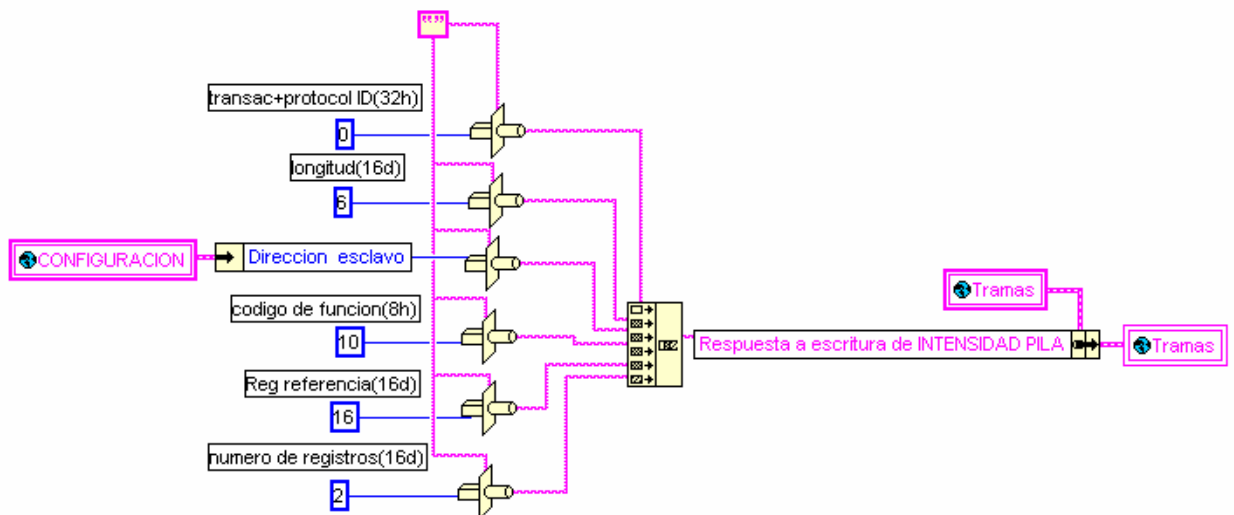 ""
transac+protocol ID(32h)
0
longitud(16d)
6
CONFIGURACION
Direccion esclavo
codigo de funcion(8h)
10
Reg referencia(16d)
16
numero de registros(16d)
2
Respuesta a escritura de INTENSIDAD PILA
Tramas
Tramas